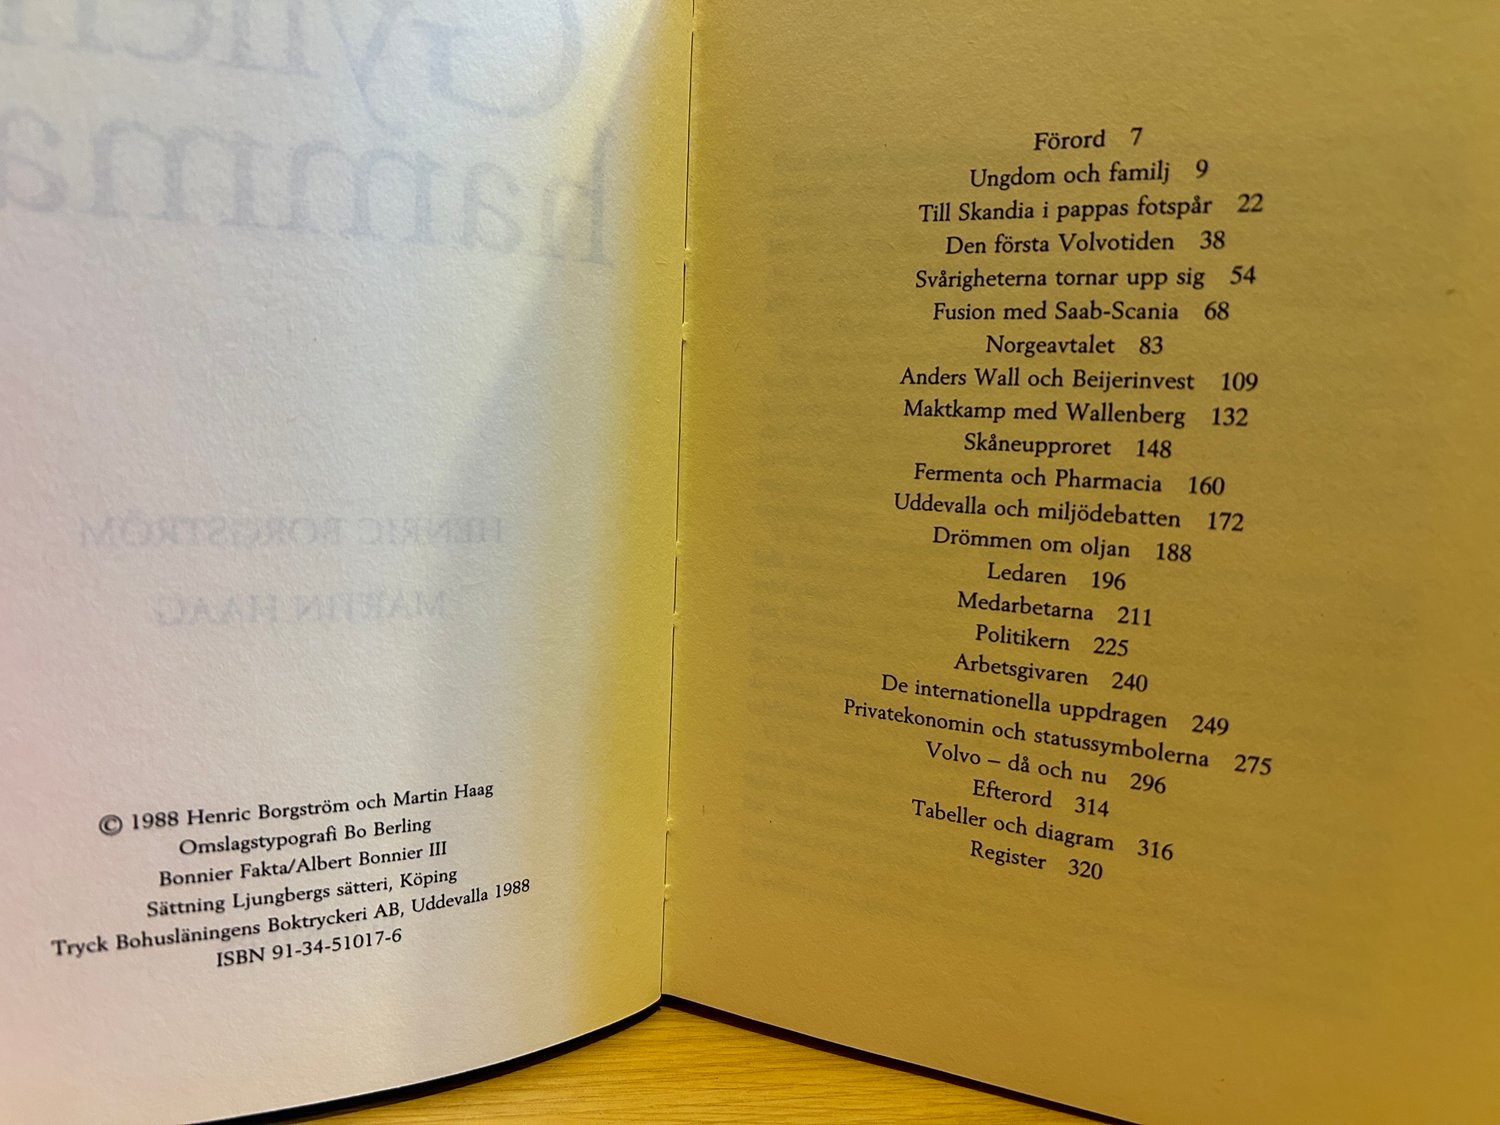 © 1988 Henric Borgström och Martin Haag
Omslagstypografi Bo Berling
Bonnier Fakta/Albert Bonnier III
Sättning Ljungbergs sätteri, Köping
Tryck Bohusläningens Boktryckeri AB, Uddevalla 1988
ISBN 91-34-51017-6
Förord 7
Ungdom och familj 9
Till Skandia i pappas fotspår 22
Den första Volvotiden 38
Svårigheterna tornar upp sig 54
Fusion med Saab-Scania 68
Norgeavtalet 83
Anders Wall och Beijerinvest 109
Maktkamp med Wallenberg 132
Skåneupproret 148
Fermenta och Pharmacia 160
Uddevalla och miljödebatten 172
Drömmen om oljan 188
Ledaren 196
Medarbetarna 211
Politikern 225
Arbetsgivaren 240
De internationella uppdragen 249
Privatekonomin och statussymbolerna 275
Volvo – då och nu 296
Efterord 314
Tabeller och diagram 316
Register 320